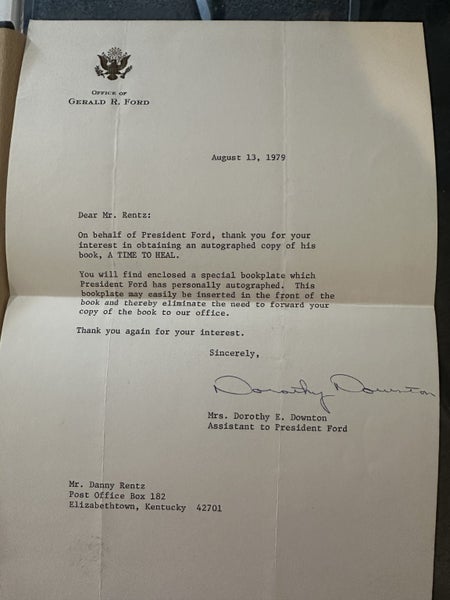 OFFICE OF
GERALD R. FORD
August 13, 1979
Dear Mr. Rentz:
On behalf of President Ford, thank you for your
interest in obtaining an autographed copy of his
book, A TIME TO HEAL.
You will find enclosed a special bookplate which
President Ford has personally autographed.  This
bookplate may easily be inserted in the front of the
book and thereby eliminate the need to forward your
copy of the book to our office.
Thank you again for your interest.
Sincerely,
Dorothy Downton
Mrs. Dorothy E. Downton
Assistant to President Ford
Mr. Danny Rentz
Post Office Box 182
Elizabethtown, Kentucky  42701